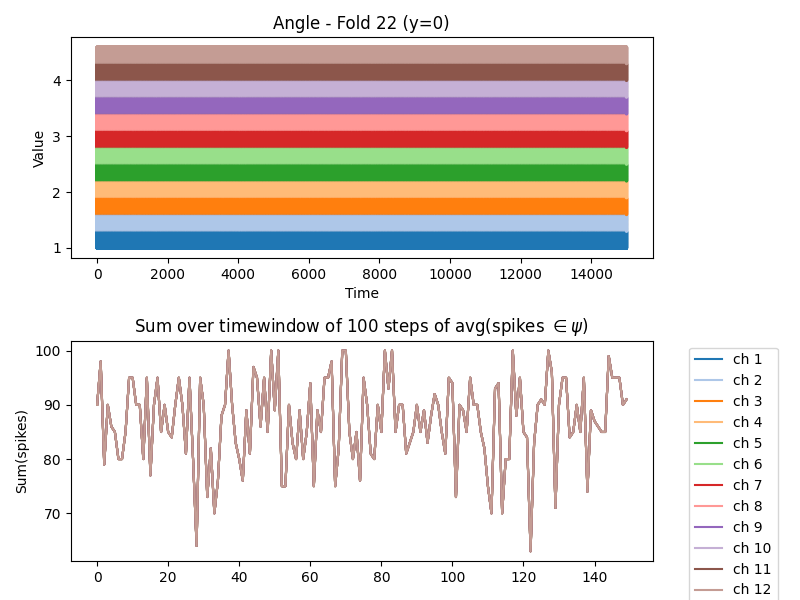 Angle - Fold 22 (y=0)
Value
4
3
2
1
0 2000 4000 6000 8000 10000 12000 14000
Time
Sum over timewindow of 100 steps of avg(spikes ∈ψ)
Sum(spikes)
100
90
80
70
0 20 40 60 80 100 120 140
ch 1
ch 2
ch 3
ch 4
ch 5
ch 6
ch 7
ch 8
ch 9
ch 10
ch 11
ch 12